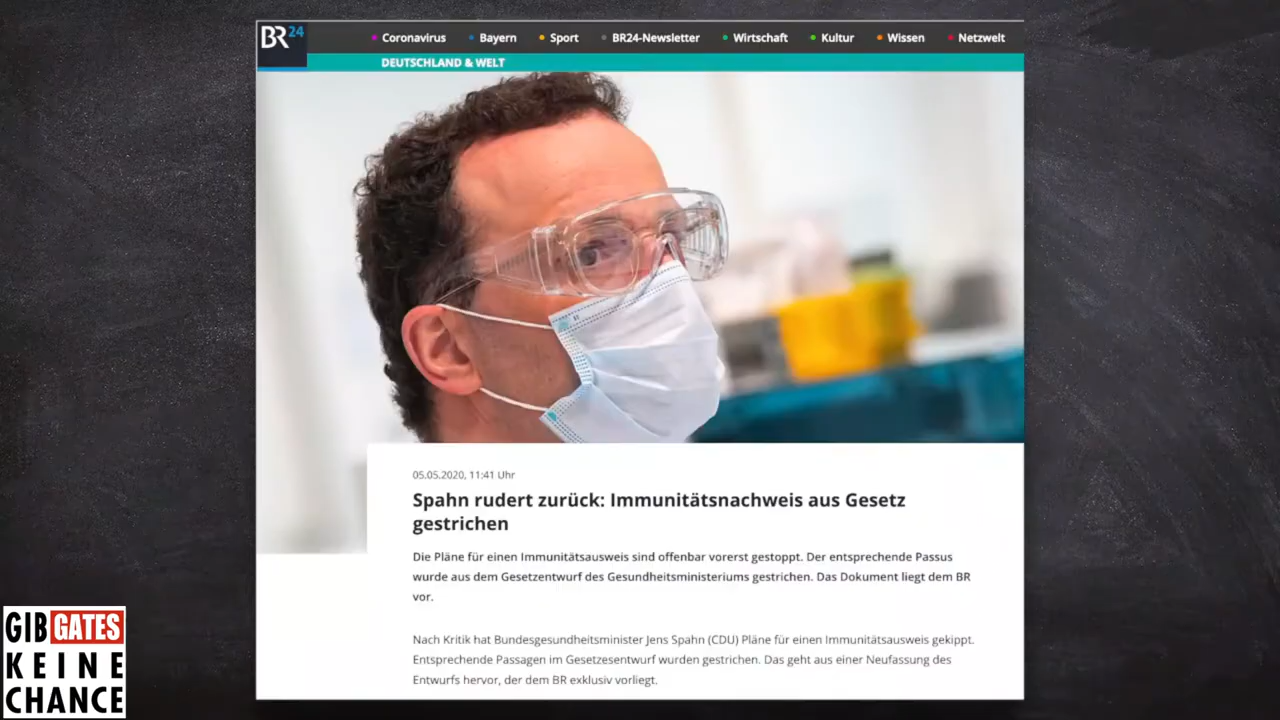 BR24
Coronavirus Bayern Sport BR24-Newsletter Wirtschaft Kultur Wissen Netzwelt
DEUTSCHLAND & WELT
05.05.2020, 11:41 Uhr
Spahn rudert zurück: Immunitätsnachweis aus Gesetz
gestrichen
Die Pläne für einen Immunitätsausweis sind offenbar vorerst gestoppt. Der entsprechende Passus
wurde aus dem Gesetzentwurf des Gesundheitsministeriums gestrichen. Das Dokument liegt dem BR
vor.
Nach Kritik hat Bundesgesundheitsminister Jens Spahn (CDU) Pläne für einen Immunitätsausweis gekippt.
Entsprechende Passagen im Gesetzesentwurf wurden gestrichen. Das geht aus einer Neufassung des
Entwurfs hervor, der dem BR exklusiv vorliegt.
GIB GATES
KEINE
CHANCE